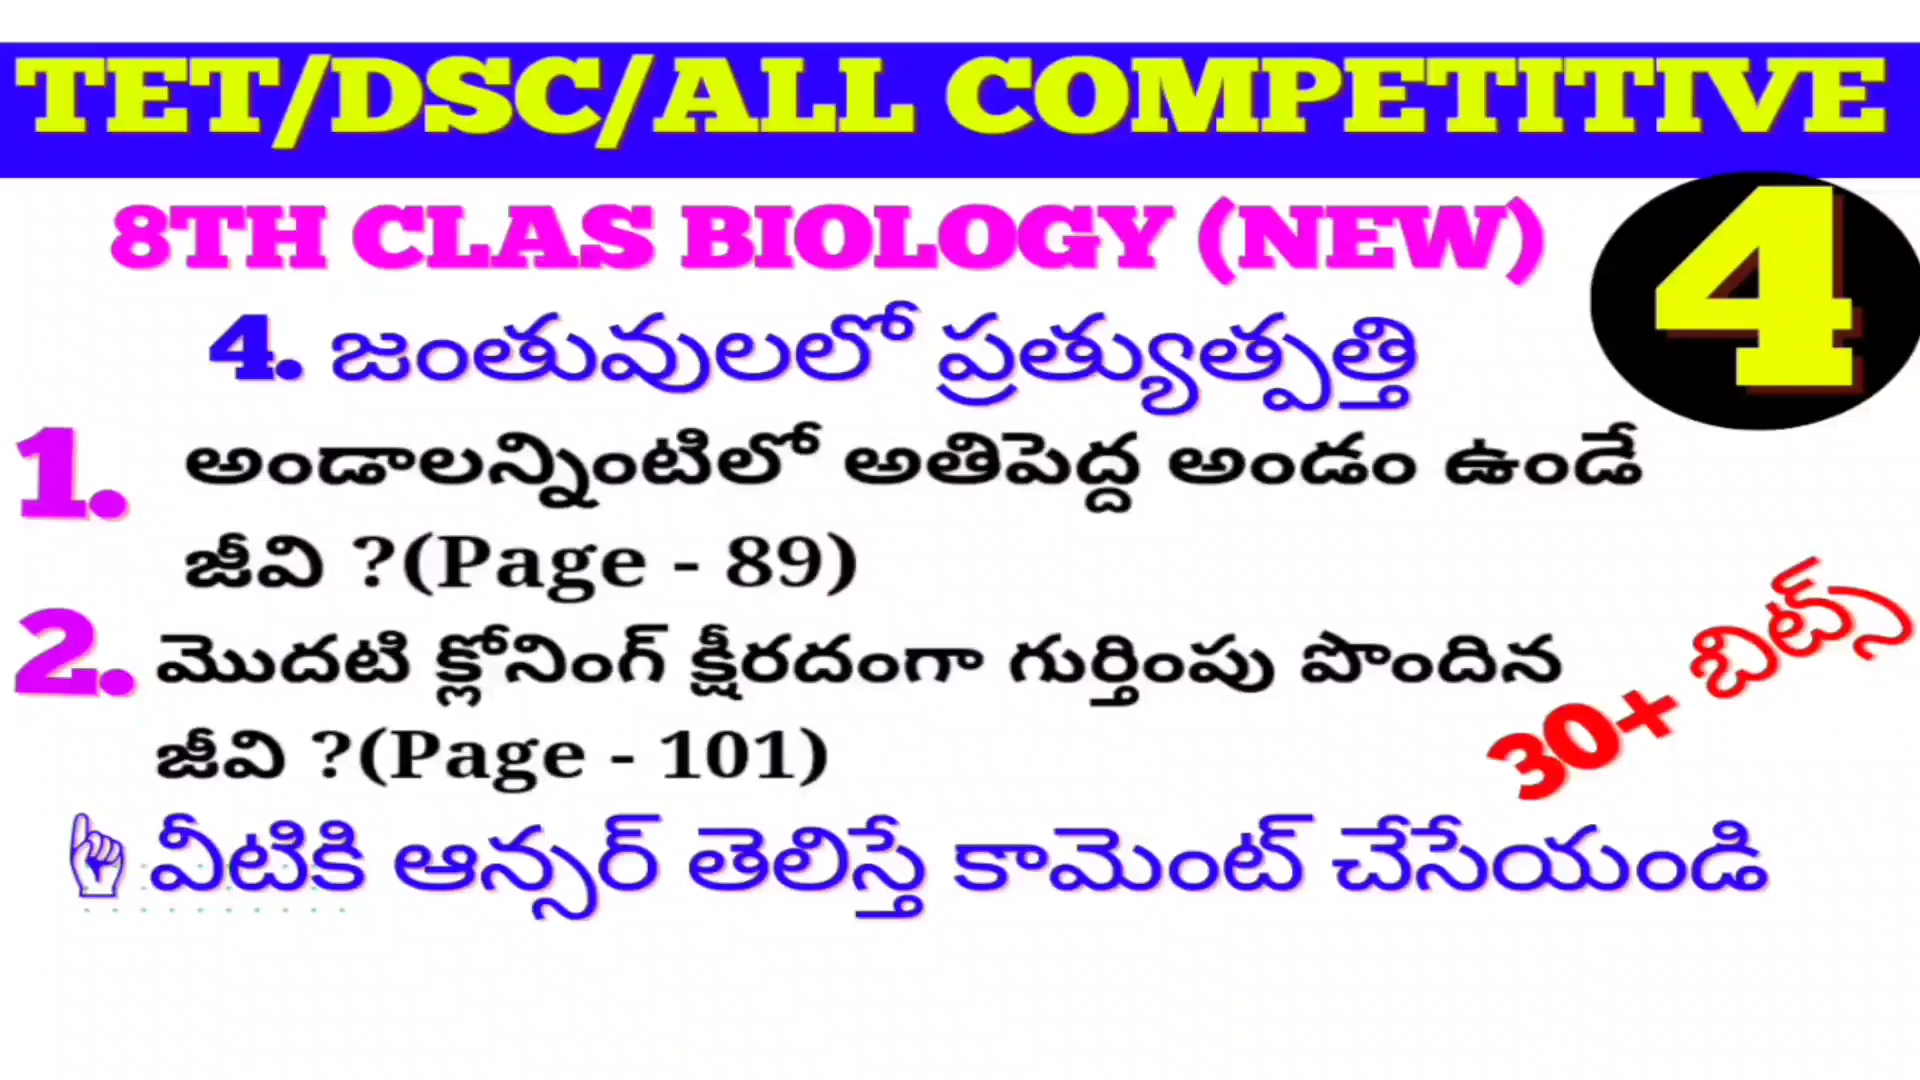 TET/DSC/ALL COMPETITIVE
8TH CLAS BIOLOGY (NEW)
4
4. జంతువులలో ప్రత్యుత్పత్తి
1. అండాలన్నింటిలో అతిపెద్ద అండం ఉండే
జీవి ?(Page - 89)
2. మొదటి క్లోనింగ్ క్షీరదంగా గుర్తింపు పొందిన
జీవి ?(Page - 101)
30+ బిట్స్
☝ వీటికి ఆన్సర్ తెలిస్తే కామెంట్ చేసేయండి